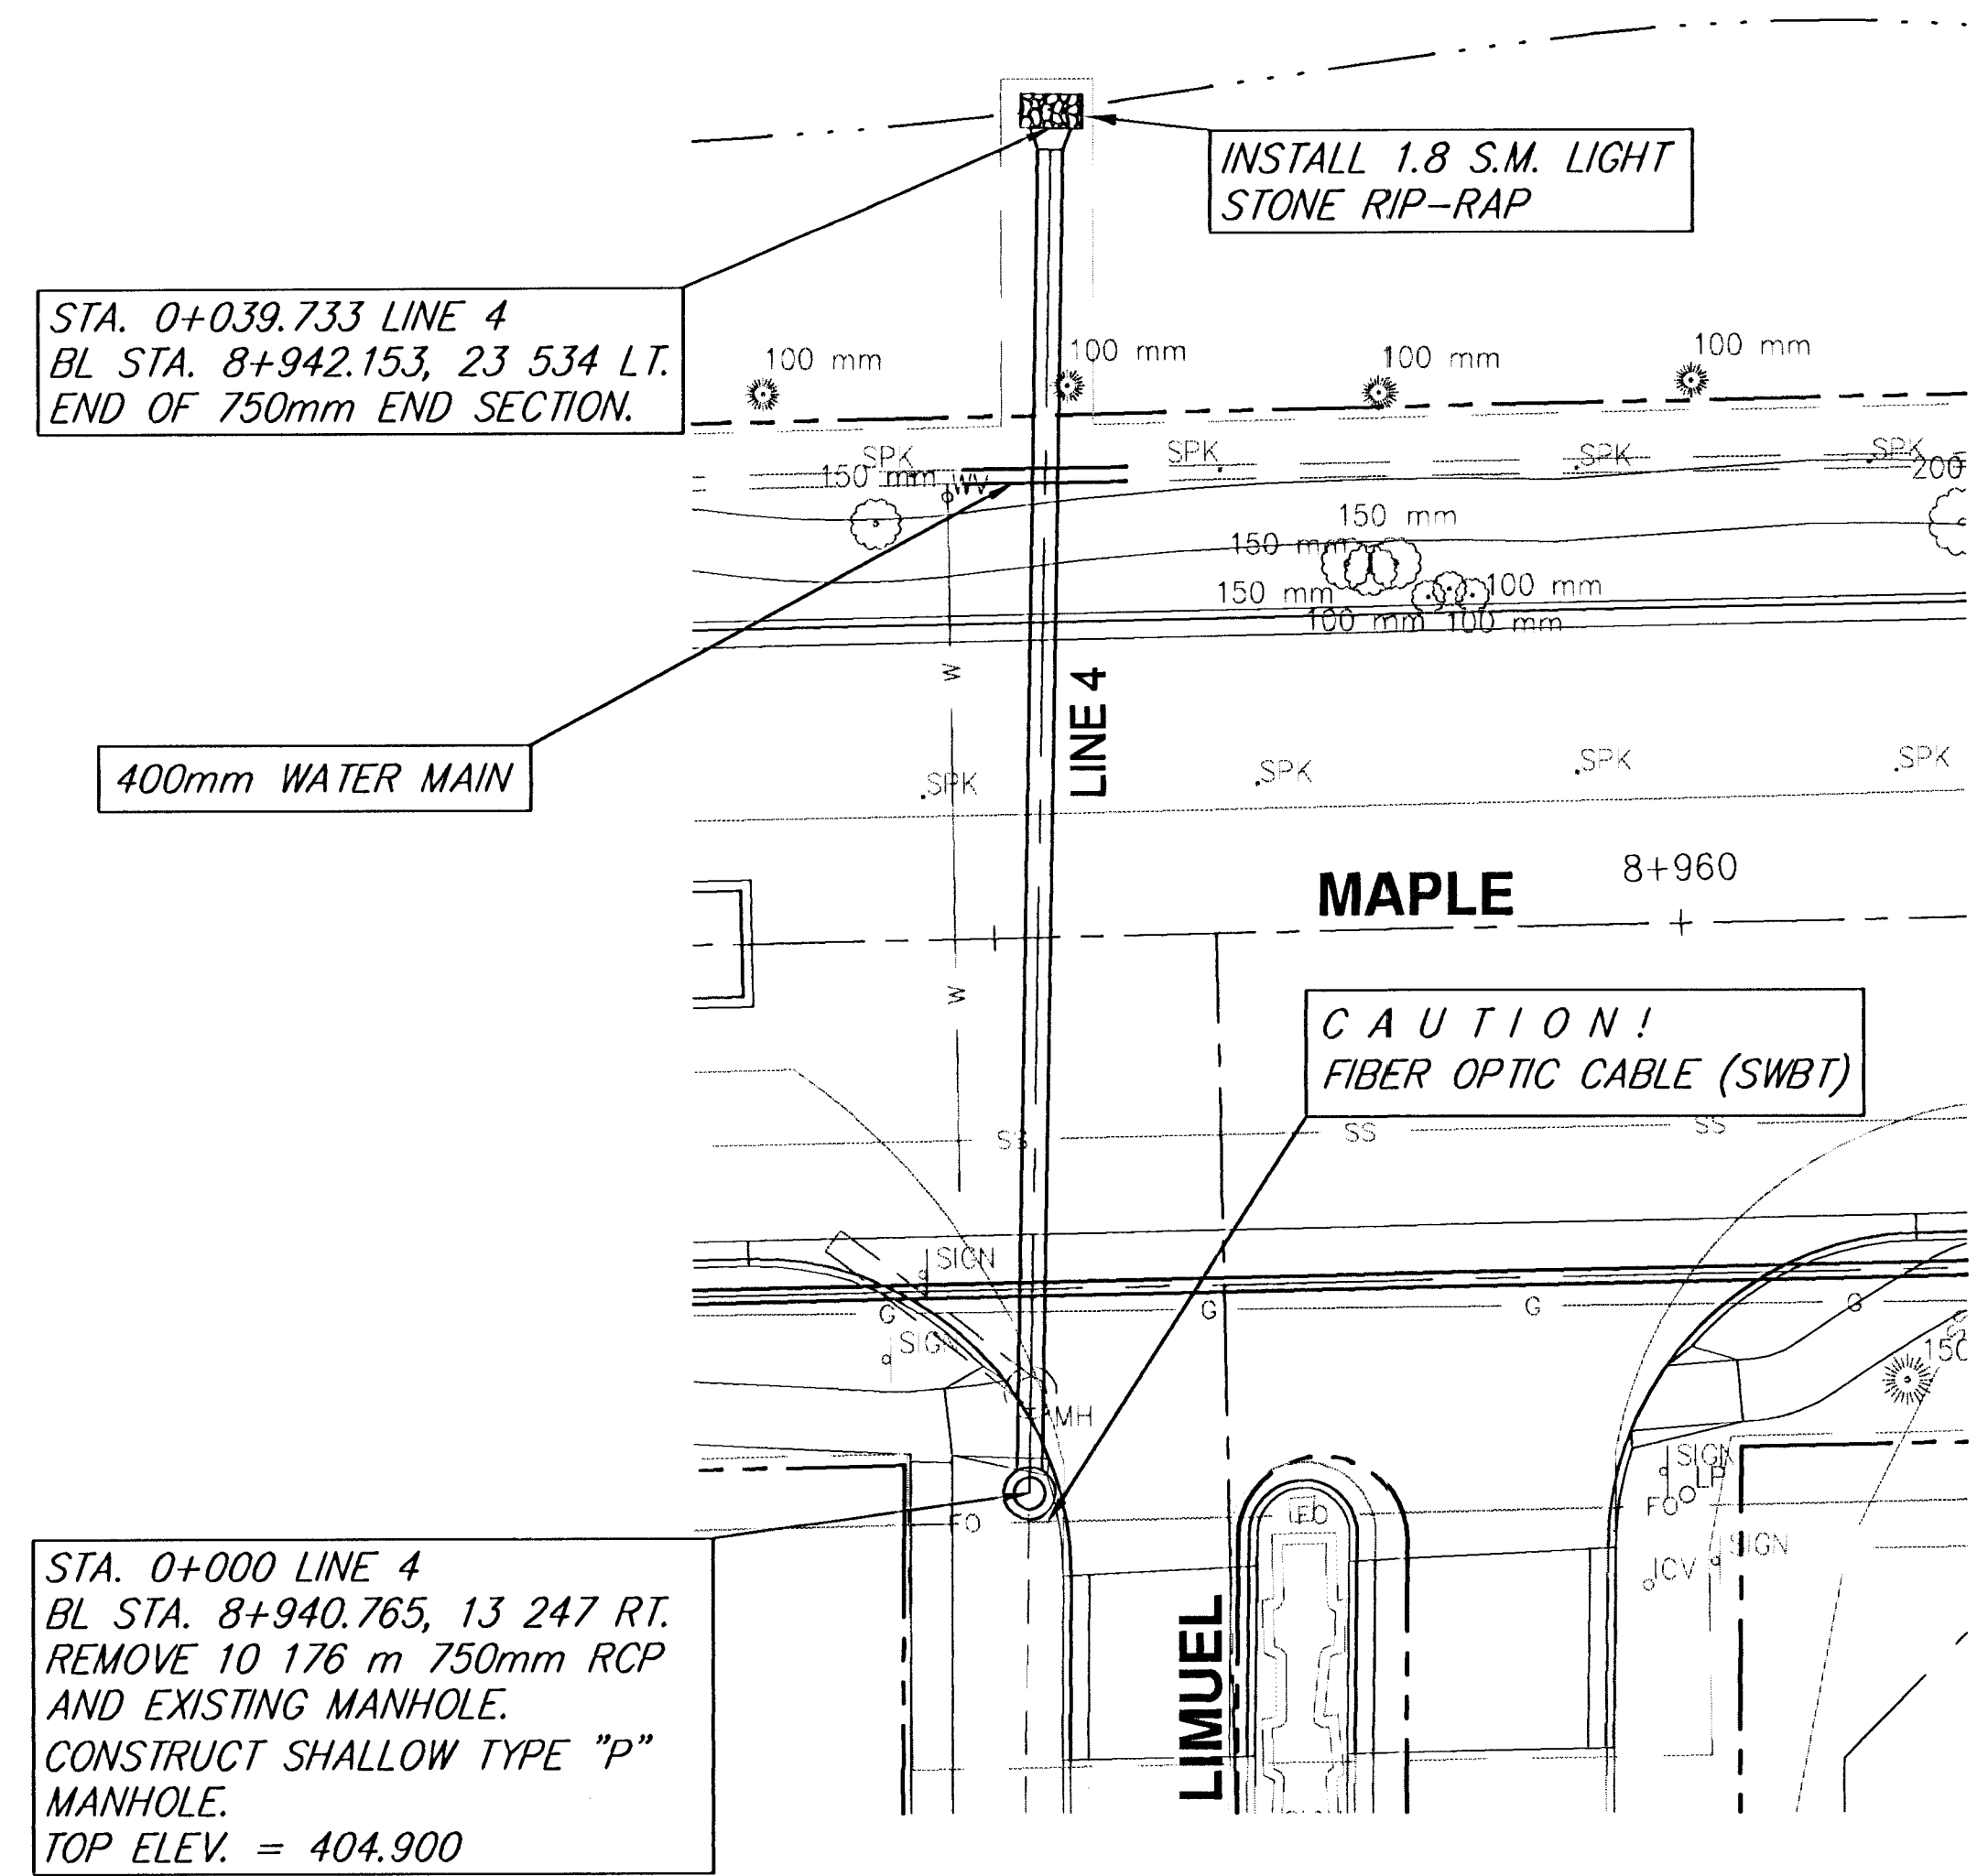 INSTALL 1.8 S.M. LIGHT
STONE RIP-RAP
STA. 0+039.733 LINE 4
BL STA. 8+942.153, 23 534 LT.
END OF 750mm END SECTION.
100 mm
100 mm
100 mm
100 mm
SPK
SPK
SPK
SPK
150 mm
WV
200
150 mm
150 mm
150 mm
100 mm
100 mm
100 mm
W
LINE 4
400mm WATER MAIN
SPK
SPK
SPK
SPK
8+960
MAPLE
W
CAUTION!
FIBER OPTIC CABLE (SWBT)
SS
SS
SS
SIGN
G
G
G
G
SIGN
150
MH
SIGN
LP
FO
FO
SIGN
ICV
STA. 0+000 LINE 4
BL STA. 8+940.765, 13 247 RT.
REMOVE 10 176 m 750mm RCP
AND EXISTING MANHOLE.
CONSTRUCT SHALLOW TYPE "P"
MANHOLE.
TOP ELEV. = 404.900
LIMUEL